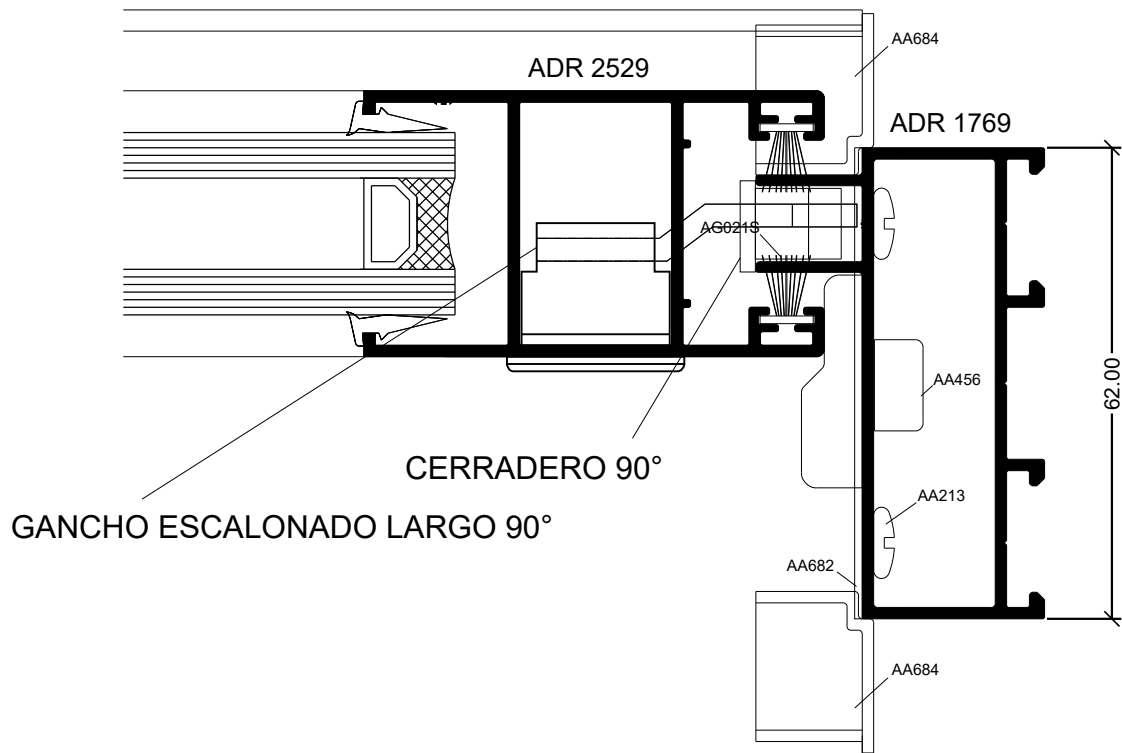 AA684
ADR 2529
ADR 1769
AG021S
AA456
62.00
CERRADERO 90°
AA213
GANCHO ESCALONADO LARGO 90°
AA682
AA684